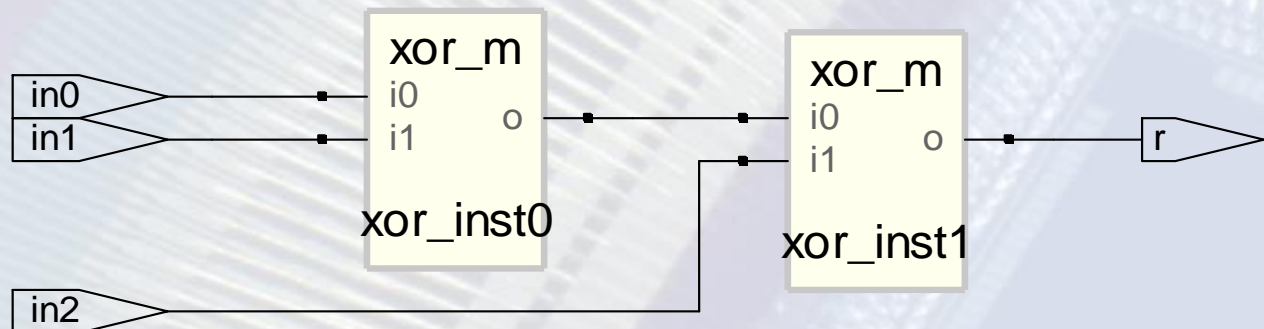 xor_m
in0
i0
in1
i1
o
xor_inst0
xor_m
i0
i1
o
xor_inst1
r
in2